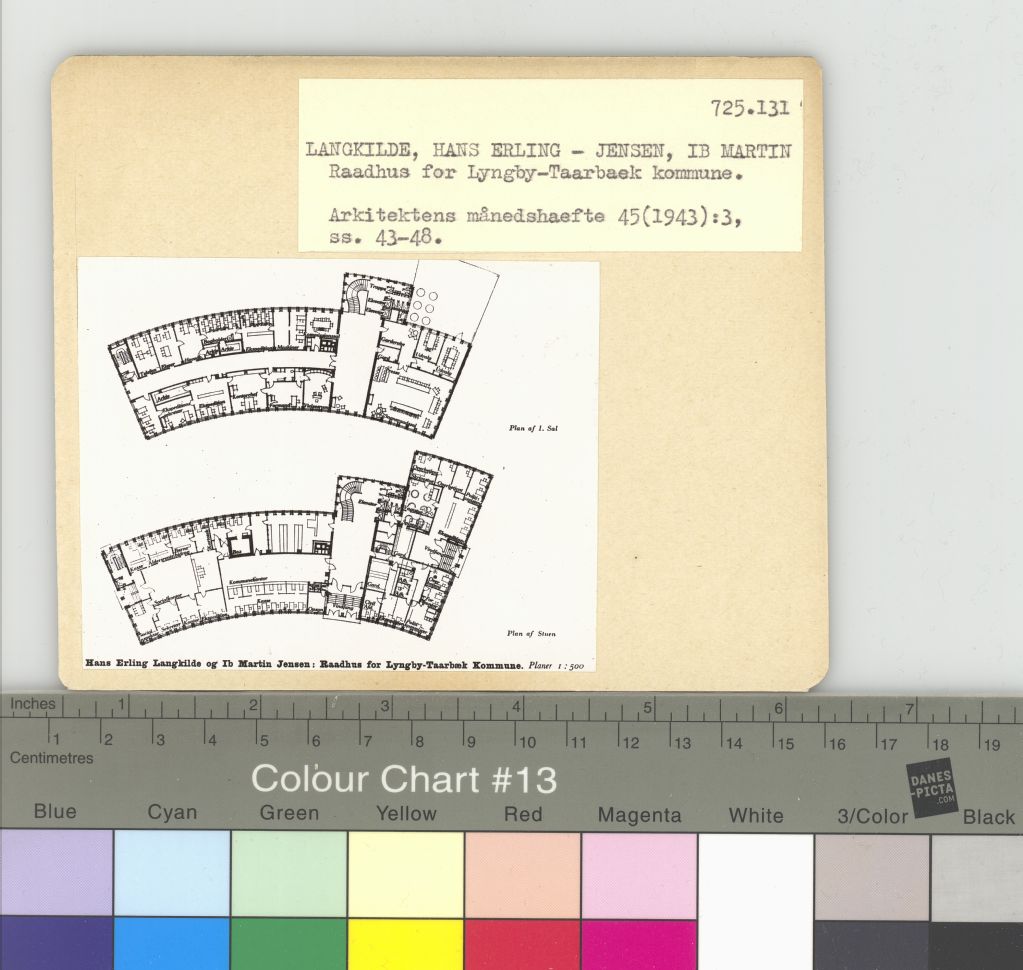 725.131
LANGKILDE, HANS ERLING - JENSEN, IB MARTIN
Raadhus for Lyngby-Taarbaek kommune.
Arkitektens månedshaefte 45(1943):3,
ss. 43-48.
Plan af 1. Sal
Plan af Stuen
Hans Erling Langkilde og Ib Martin Jensen: Raadhus for Lyngby-Taarbæk Kommune. Planer 1 : 500
Inches 1 2 3 4 5 6 7
1 2 3 4 5 6 7 8 9 10 11 12 13 14 15 16 17 18 19
Centimetres
Colour Chart #13
DANES
-PICTA
.COM
Blue Cyan Green Yellow Red Magenta White 3/Color Black